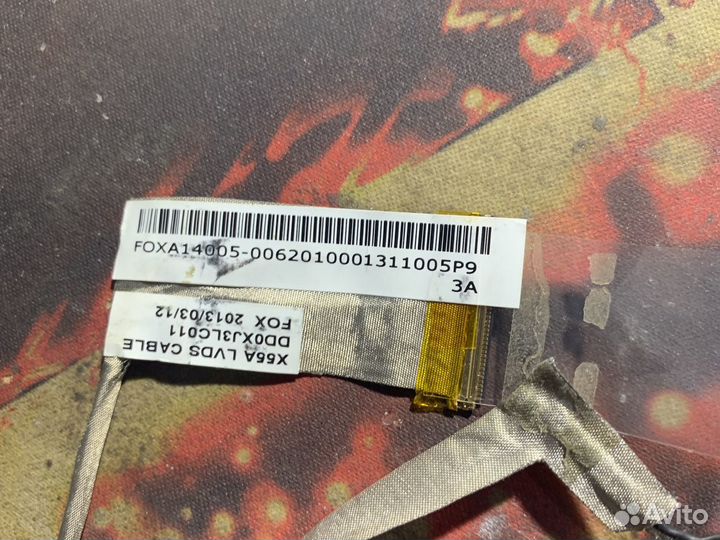 FOXA14005-0062010001311005P9
3A
X55A LVDS CABLE
DD0XJ3LC011
FOX 2013/03/12
Avito